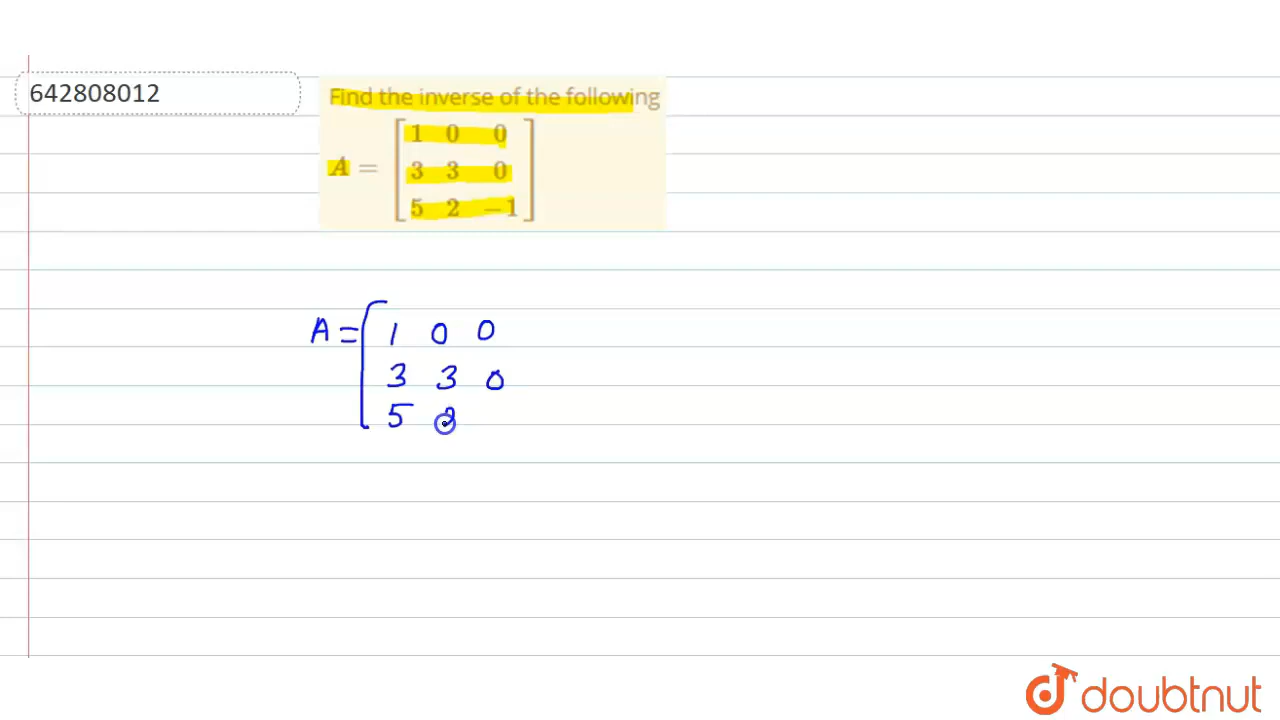 642808012
Find the inverse of the following
A = [ 1 0 0
3 3 0
5 2 -1 ]
A = [ 1 0 0
3 3 0
5 2
doubtnut